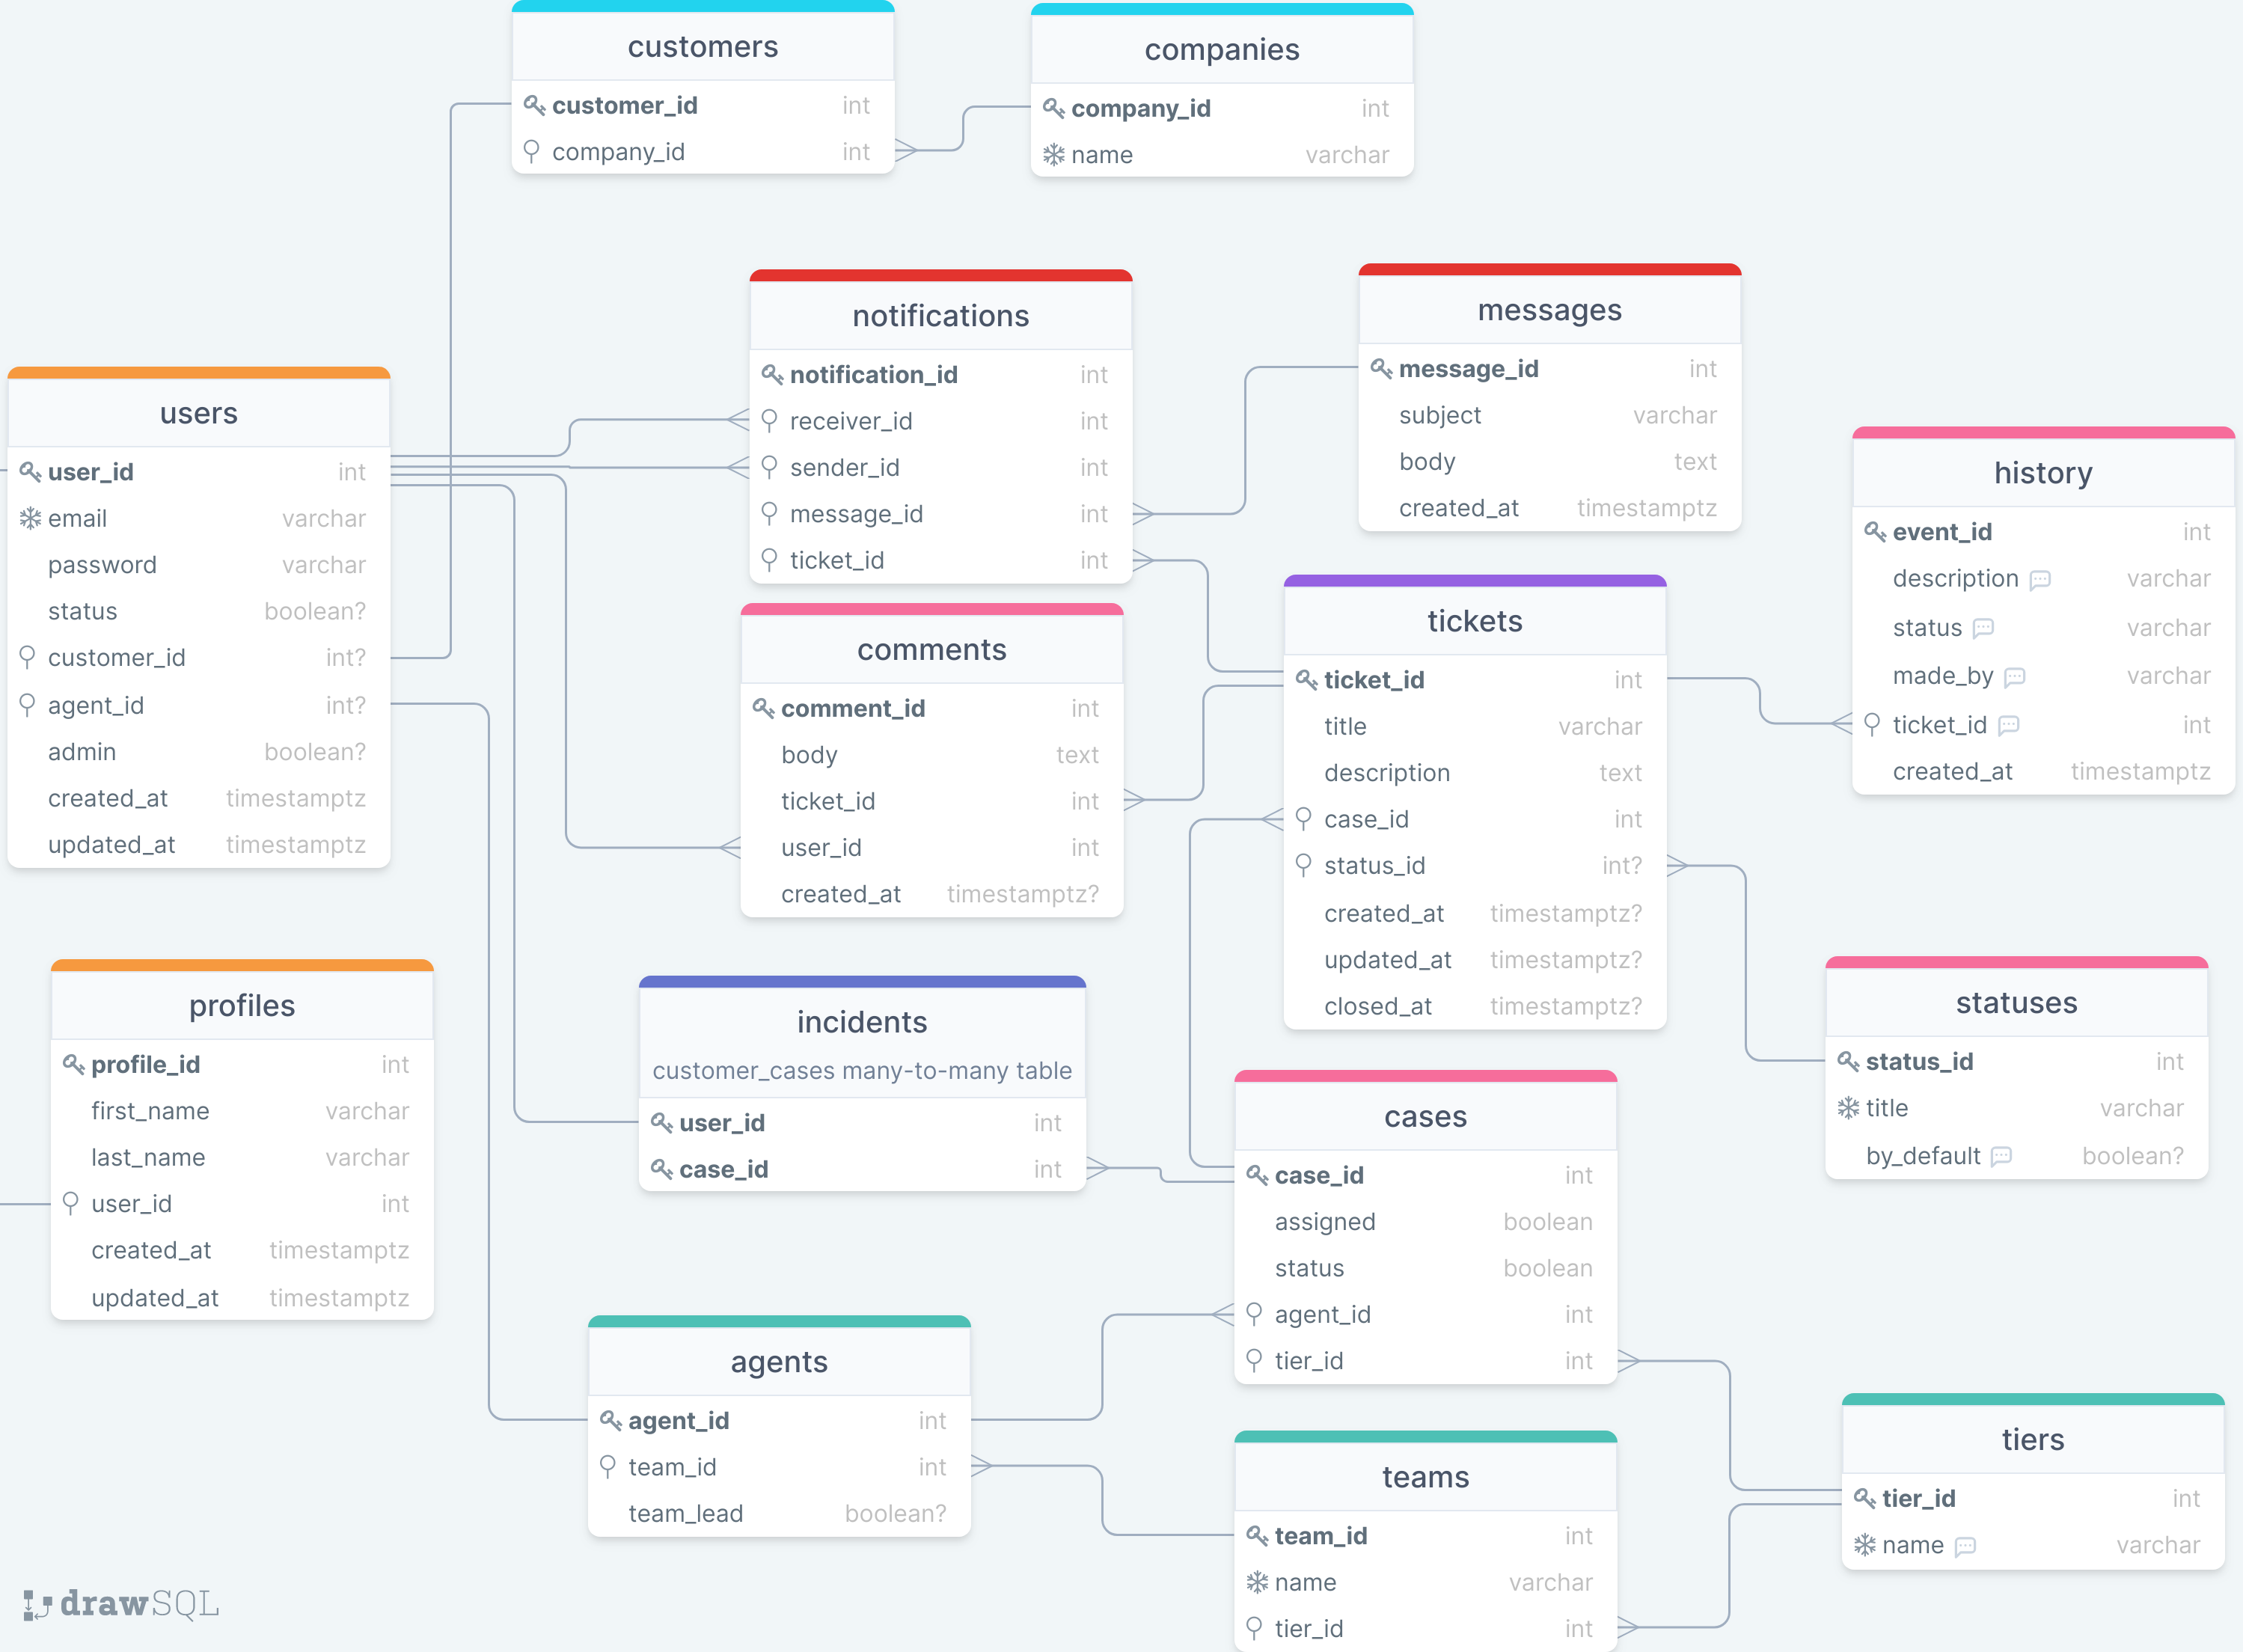 customers
customer_id int
company_id int
companies
company_id int
name varchar
notifications
notification_id int
receiver_id int
sender_id int
message_id int
ticket_id int
messages
message_id int
subject varchar
body text
created_at timestamptz
users
user_id int
email varchar
password varchar
status boolean?
customer_id int?
agent_id int?
admin boolean?
created_at timestamptz
updated_at timestamptz
history
event_id int
description varchar
status varchar
made_by varchar
ticket_id int
created_at timestamptz
tickets
ticket_id int
title varchar
description text
case_id int
status_id int?
created_at timestamptz?
updated_at timestamptz?
closed_at timestamptz?
comments
comment_id int
body text
ticket_id int
user_id int
created_at timestamptz?
profiles
profile_id int
first_name varchar
last_name varchar
user_id int
created_at timestamptz
updated_at timestamptz
incidents
customer_cases many-to-many table
user_id int
case_id int
statuses
status_id int
title varchar
by_default boolean?
cases
case_id int
assigned boolean
status boolean
agent_id int
tier_id int
agents
agent_id int
team_id int
team_lead boolean?
teams
team_id int
name varchar
tier_id int
tiers
tier_id int
name varchar
drawSQL